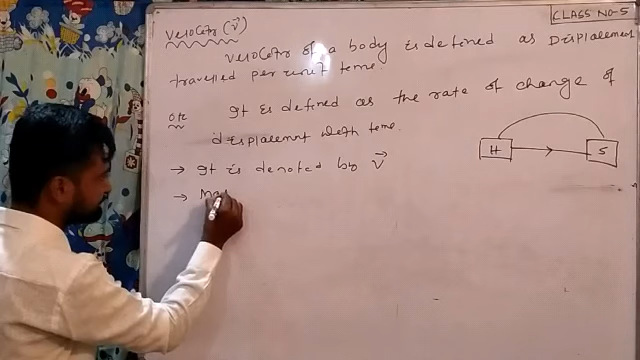 CLASS NO-5
Velocity (v⃗)
Velocity of a body is defined as Displacement
travelled per unit time.
OR It is defined as the rate of change of
displacement with time.
H S
→ It is denoted by v⃗
→